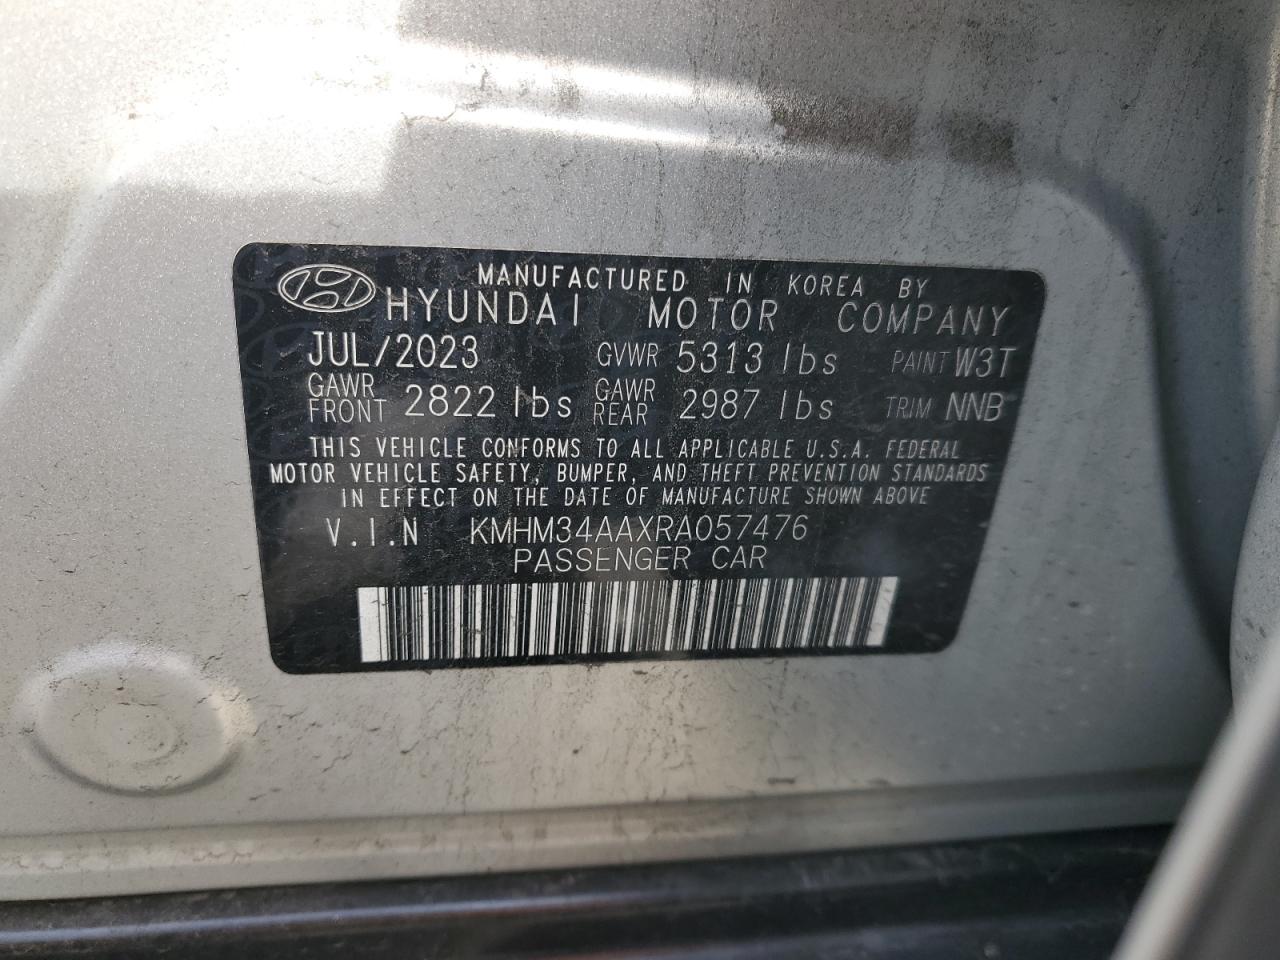 MANUFACTURED IN KOREA BY
HYUNDAI MOTOR COMPANY
JUL/2023 GVWR 5313 lbs PAINT W3T
GAWR FRONT 2822 lbs GAWR REAR 2987 lbs TRIM NNB
THIS VEHICLE CONFORMS TO ALL APPLICABLE U.S.A. FEDERAL
MOTOR VEHICLE SAFETY, BUMPER, AND THEFT PREVENTION STANDARDS
IN EFFECT ON THE DATE OF MANUFACTURE SHOWN ABOVE
V.I.N KMHM34AAXRA057476
PASSENGER CAR